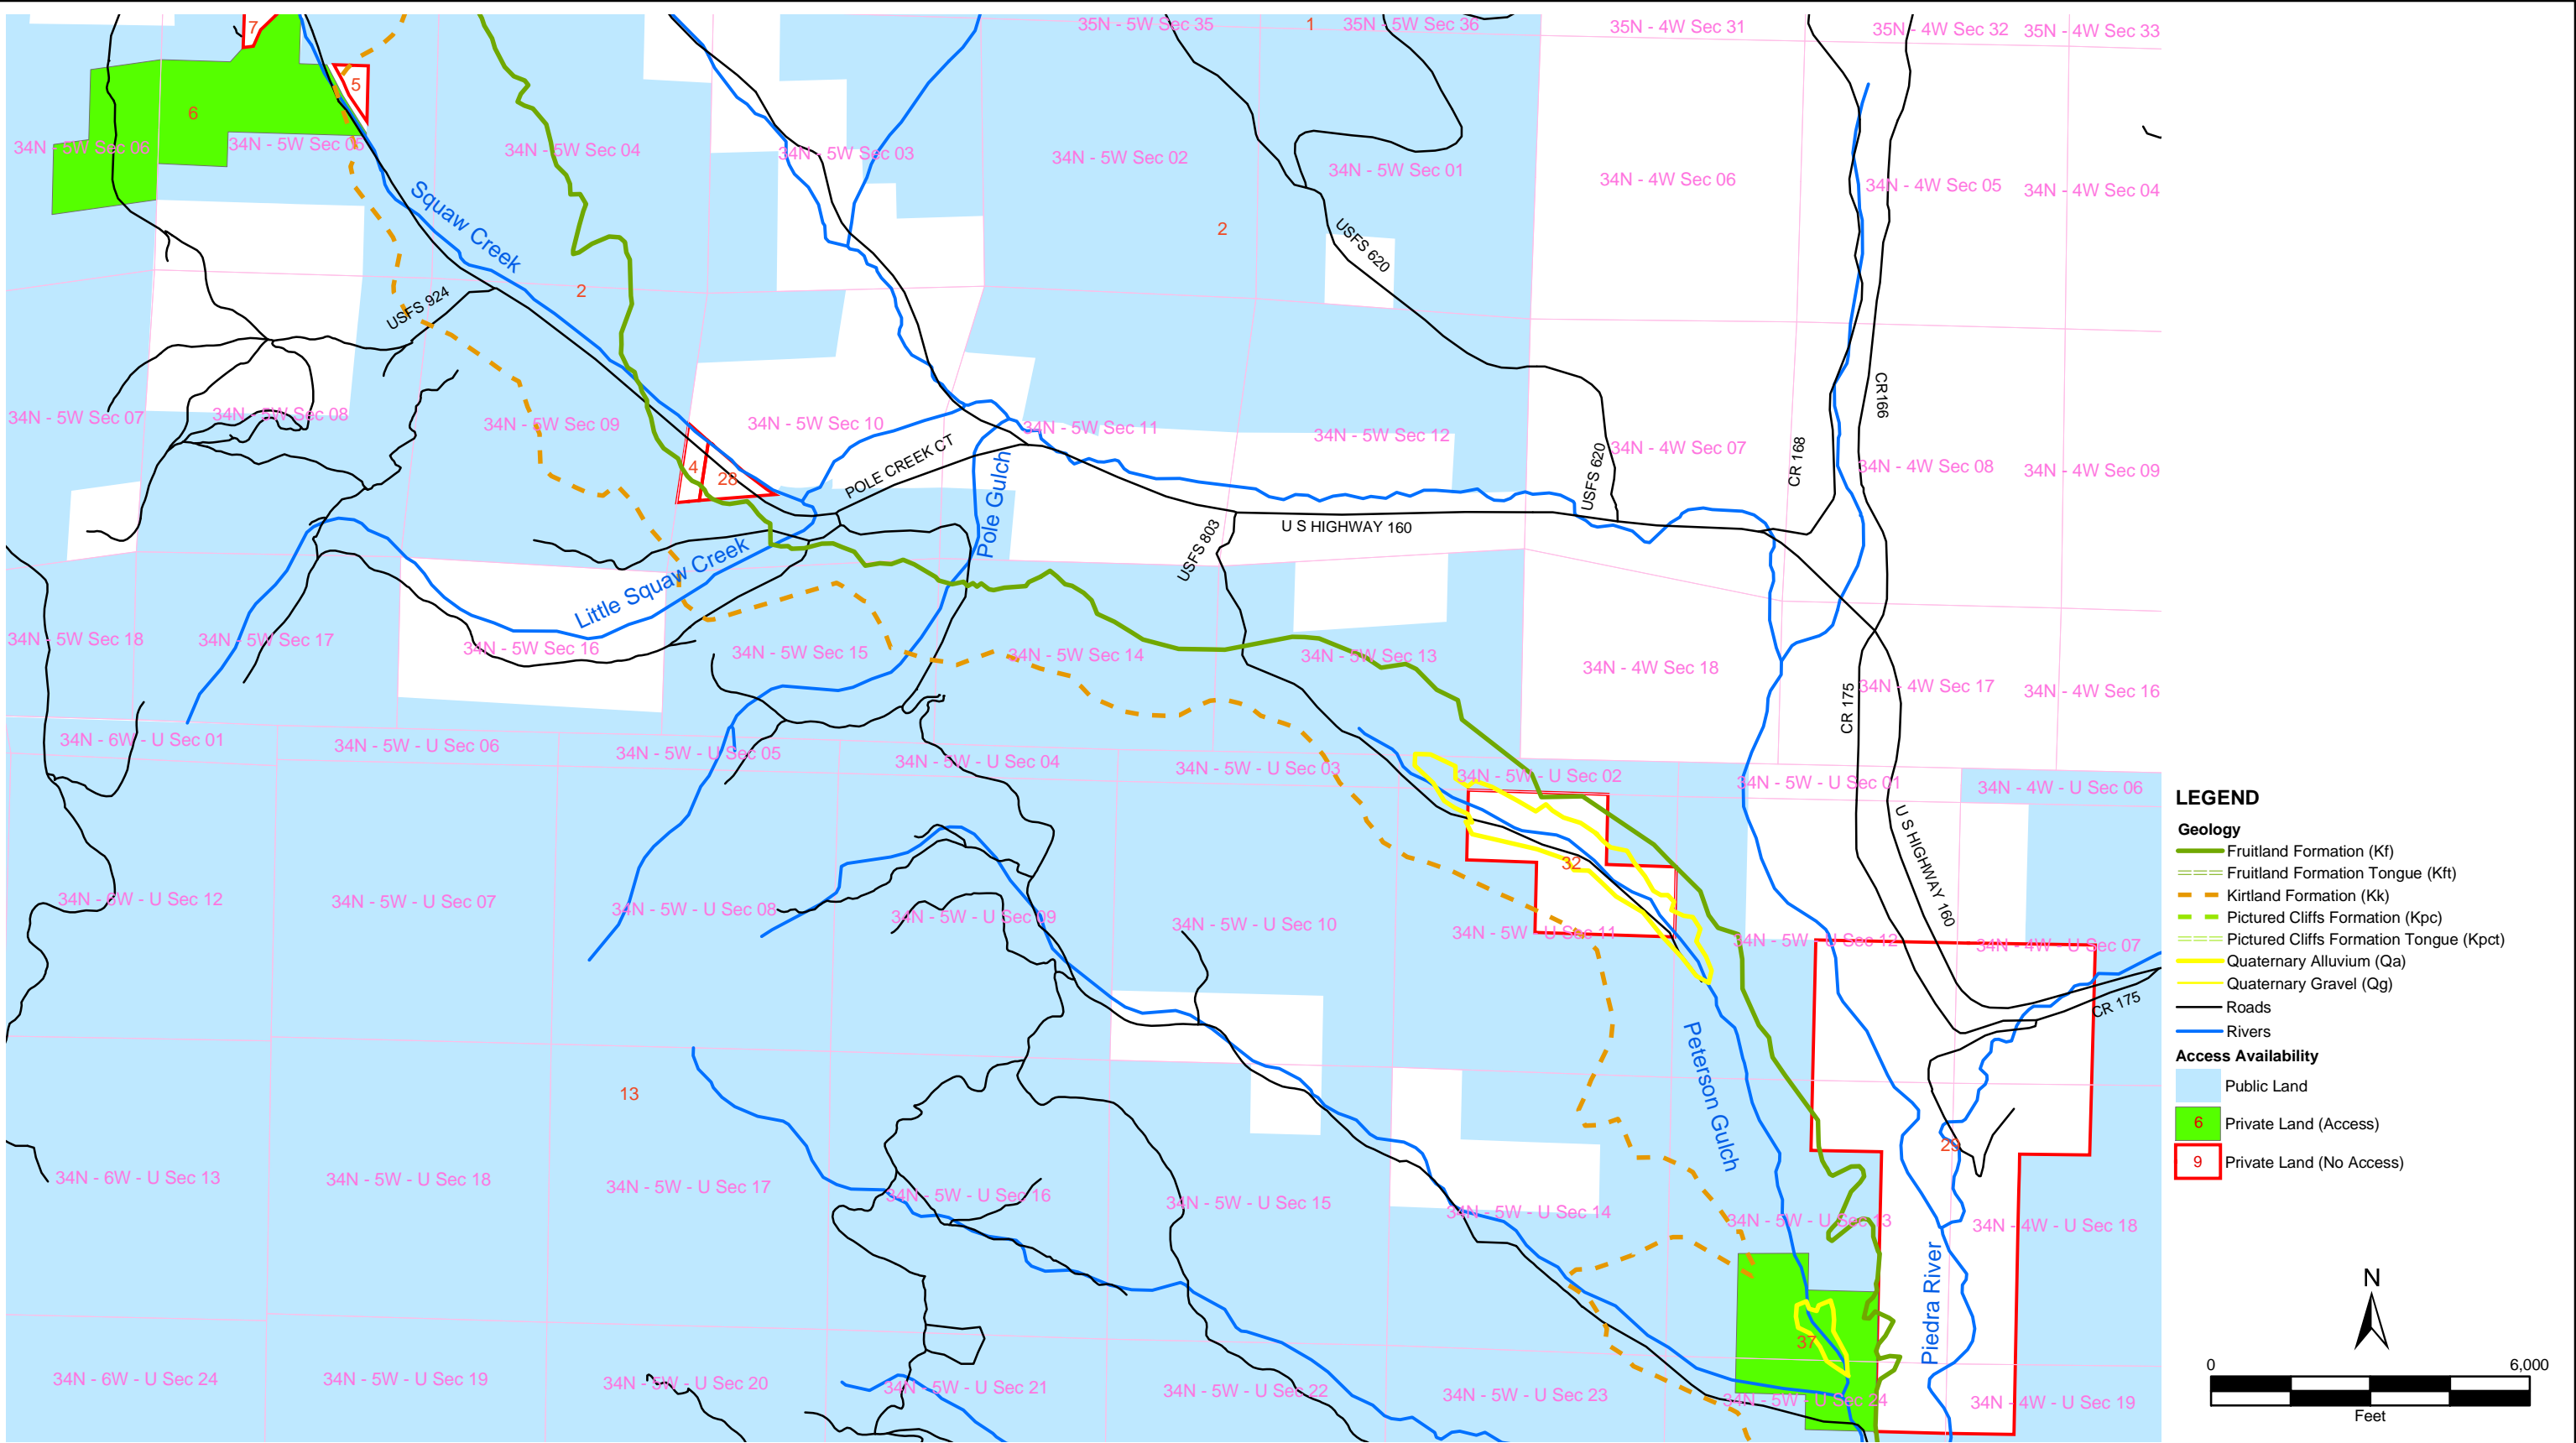 35N - 5W Sec 35
1
35N - 5W Sec 36
35N - 4W Sec 31
35N - 4W Sec 32
35N - 4W Sec 33
7
5
6
34N - 5W Sec 06
34N - 5W Sec 05
34N - 5W Sec 04
34N - 5W Sec 03
34N - 5W Sec 02
34N - 5W Sec 01
34N - 4W Sec 06
34N - 4W Sec 05
34N - 4W Sec 04
Squaw Creek
2
2
USFS 620
USFS 924
CR166
34N - 5W Sec 07
34N - 5W Sec 08
34N - 5W Sec 09
34N - 5W Sec 10
34N - 5W Sec 11
34N - 5W Sec 12
34N - 4W Sec 07
34N - 4W Sec 08
34N - 4W Sec 09
4
28
POLE CREEK CT
Pole Gulch
USFS 620
CR 168
U S HIGHWAY 160
USFS 803
Little Squaw Creek
34N - 5W Sec 18
34N - 5W Sec 17
34N - 5W Sec 16
34N - 5W Sec 15
34N - 5W Sec 14
34N - 5W Sec 13
34N - 4W Sec 18
34N - 4W Sec 17
34N - 4W Sec 16
CR 175
34N - 6W - U Sec 01
34N - 5W - U Sec 06
34N - 5W - U Sec 05
34N - 5W - U Sec 04
34N - 5W - U Sec 03
34N - 5W - U Sec 02
34N - 5W - U Sec 01
34N - 4W - U Sec 06
U S HIGHWAY 160
32
34N - 6W - U Sec 12
34N - 5W - U Sec 07
34N - 5W - U Sec 08
34N - 5W - U Sec 09
34N - 5W - U Sec 10
34N - 5W - U Sec 11
34N - 5W - U Sec 12
34N - 4W - U Sec 07
CR 175
Peterson Gulch
13
29
34N - 6W - U Sec 13
34N - 5W - U Sec 18
34N - 5W - U Sec 17
34N - 5W - U Sec 16
34N - 5W - U Sec 15
34N - 5W - U Sec 14
34N - 5W - U Sec 13
34N - 4W - U Sec 18
Piedra River
37
34N - 6W - U Sec 24
34N - 5W - U Sec 19
34N - 5W - U Sec 20
34N - 5W - U Sec 21
34N - 5W - U Sec 22
34N - 5W - U Sec 23
34N - 5W - U Sec 24
34N - 4W - U Sec 19
LEGEND
Geology
Fruitland Formation (Kf)
Fruitland Formation Tongue (Kft)
Kirtland Formation (Kk)
Pictured Cliffs Formation (Kpc)
Pictured Cliffs Formation Tongue (Kpct)
Quaternary Alluvium (Qa)
Quaternary Gravel (Qg)
Roads
Rivers
Access Availability
Public Land
6 Private Land (Access)
9 Private Land (No Access)
N
0 6,000
Feet